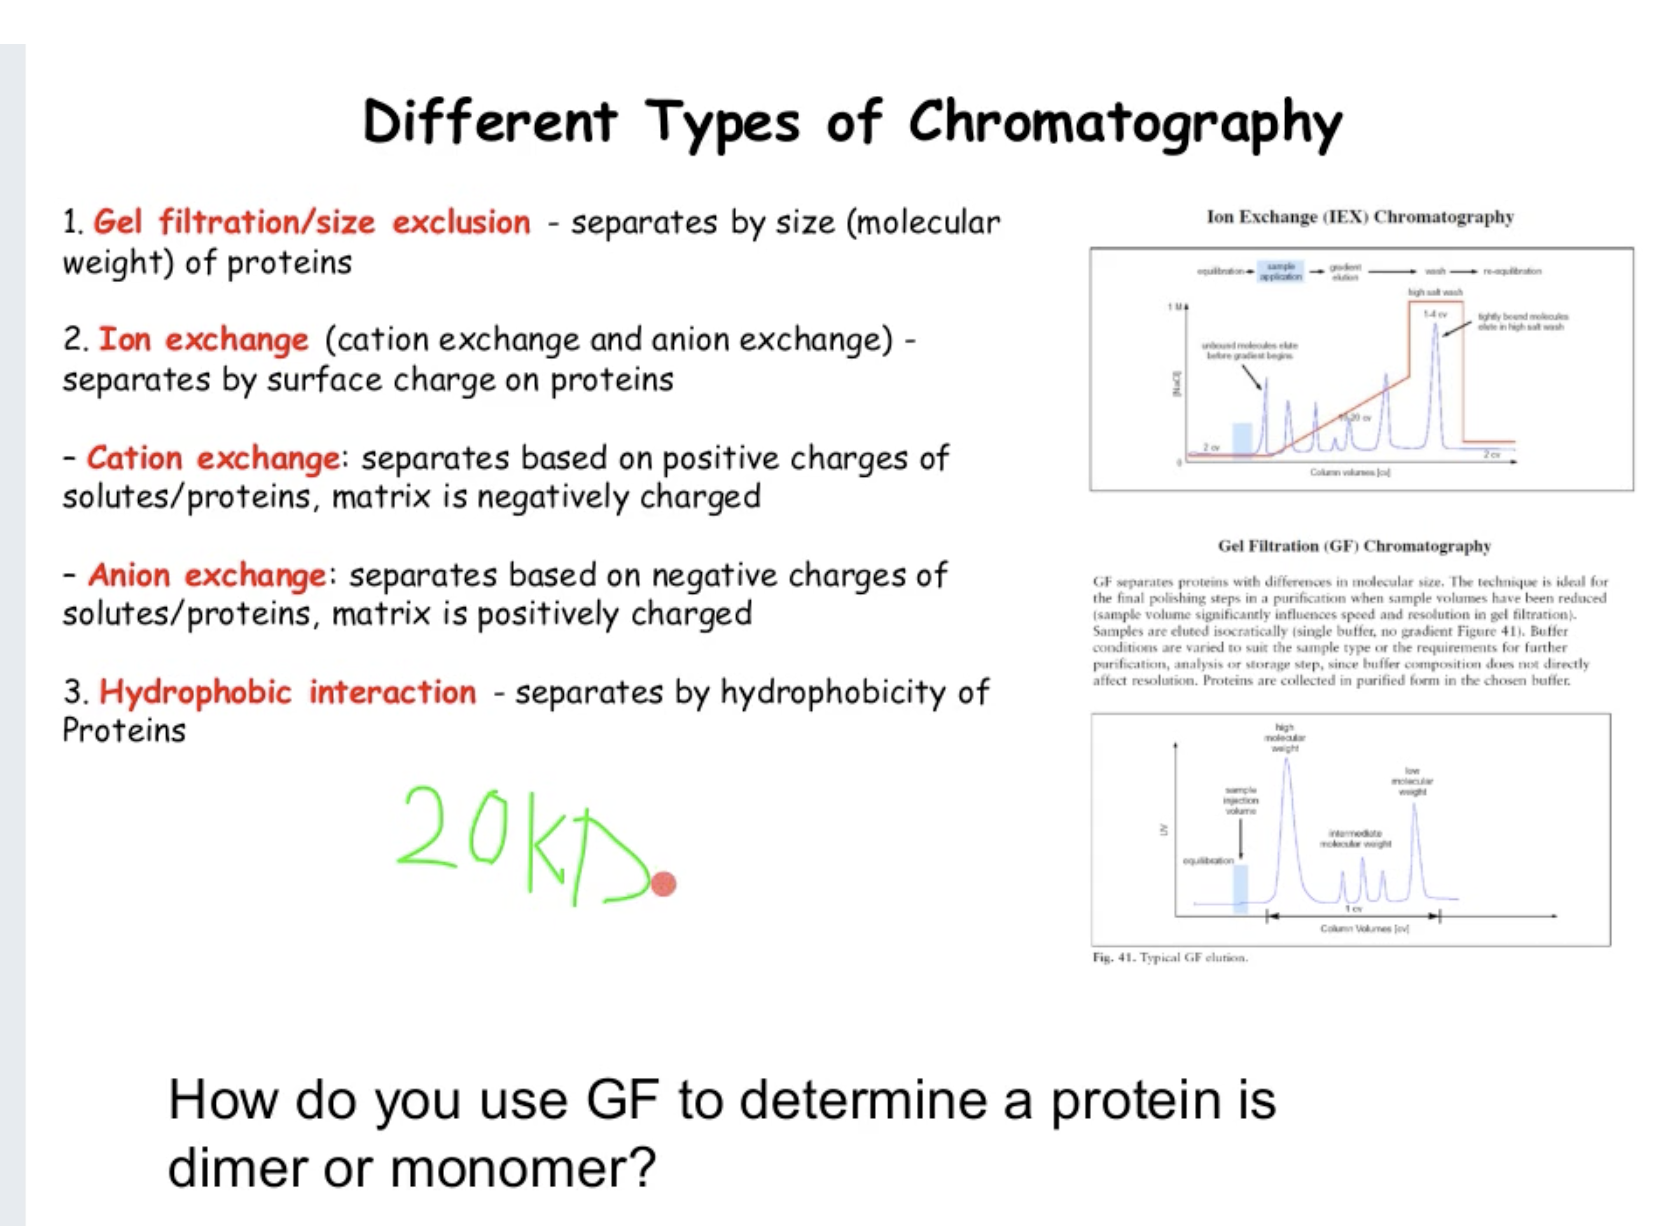 Different Types of Chromatography
1. Gel filtration/size exclusion - separates by size (molecular
weight) of proteins
2. Ion exchange (cation exchange and anion exchange) -
separates by surface charge on proteins
- Cation exchange: separates based on positive charges of
solutes/proteins, matrix is negatively charged
- Anion exchange: separates based on negative charges of
solutes/proteins, matrix is positively charged
3. Hydrophobic interaction - separates by hydrophobicity of
Proteins
20KD
Ion Exchange (IEX) Chromatography
equilibration
sample
application
gradient
elution
wash
re-equilibration
high salt wash
1 M
1-4 cv
tightly bound molecules
elute in high salt wash
unbound molecules elute
before gradient begins
[NaCl]
20 cv
2 cv
2 cv
0
Column volumes [cv]
Gel Filtration (GF) Chromatography
GF separates proteins with differences in molecular size. The technique is ideal for
the final polishing steps in a purification when sample volumes have been reduced
(sample volume significantly influences speed and resolution in gel filtration).
Samples are eluted isocratically (single buffer, no gradient Figure 41). Buffer
conditions are varied to suit the sample type or the requirements for further
purification, analysis or storage step, since buffer composition does not directly
affect resolution. Proteins are collected in purified form in the chosen buffer.
high
molecular
weight
low
molecular
weight
sample
injection
volume
intermediate
molecular weight
UV
equilibration
1 cv
Column Volumes [cv]
Fig. 41. Typical GF elution.
How do you use GF to determine a protein is
dimer or monomer?